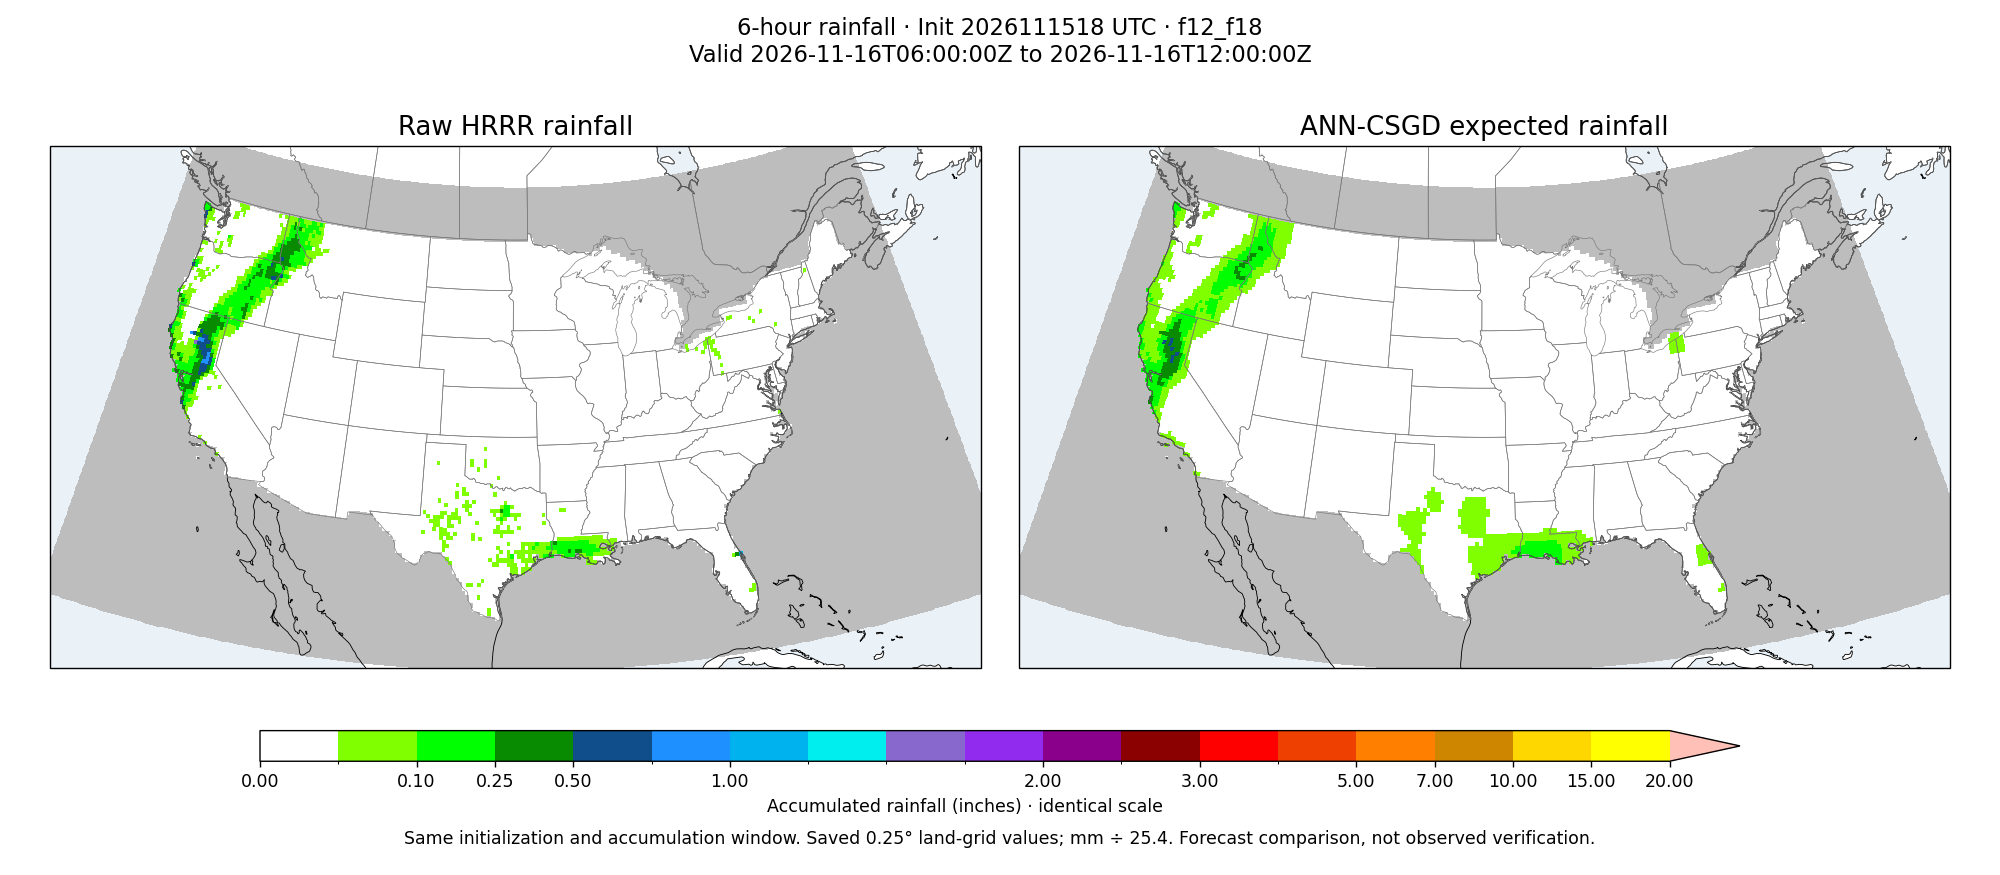 6-hour rainfall · Init 2026111518 UTC · f12_f18
Valid 2026-11-16T06:00:00Z to 2026-11-16T12:00:00Z
Raw HRRR rainfall
ANN-CSGD expected rainfall
0.00 0.10 0.25 0.50 1.00 2.00 3.00 5.00 7.00 10.00 15.00 20.00
Accumulated rainfall (inches) · identical scale
Same initialization and accumulation window. Saved 0.25° land-grid values; mm ÷ 25.4. Forecast comparison, not observed verification.